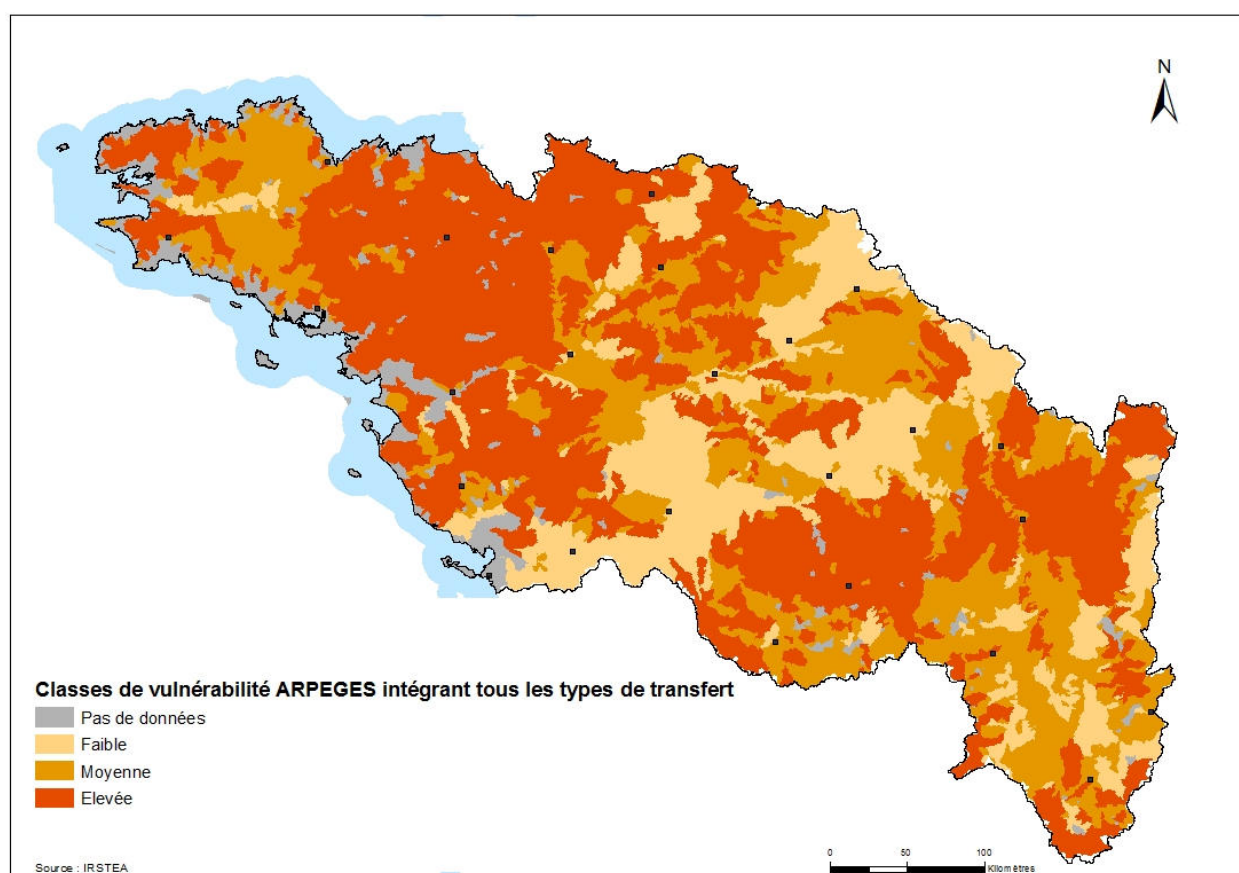 N
Classes de vulnérabilité ARPEGES intégrant tous les types de transfert
Pas de données
Faible
Moyenne
Elevée
Source : IRSTEA
0 50 100
Kilomètres